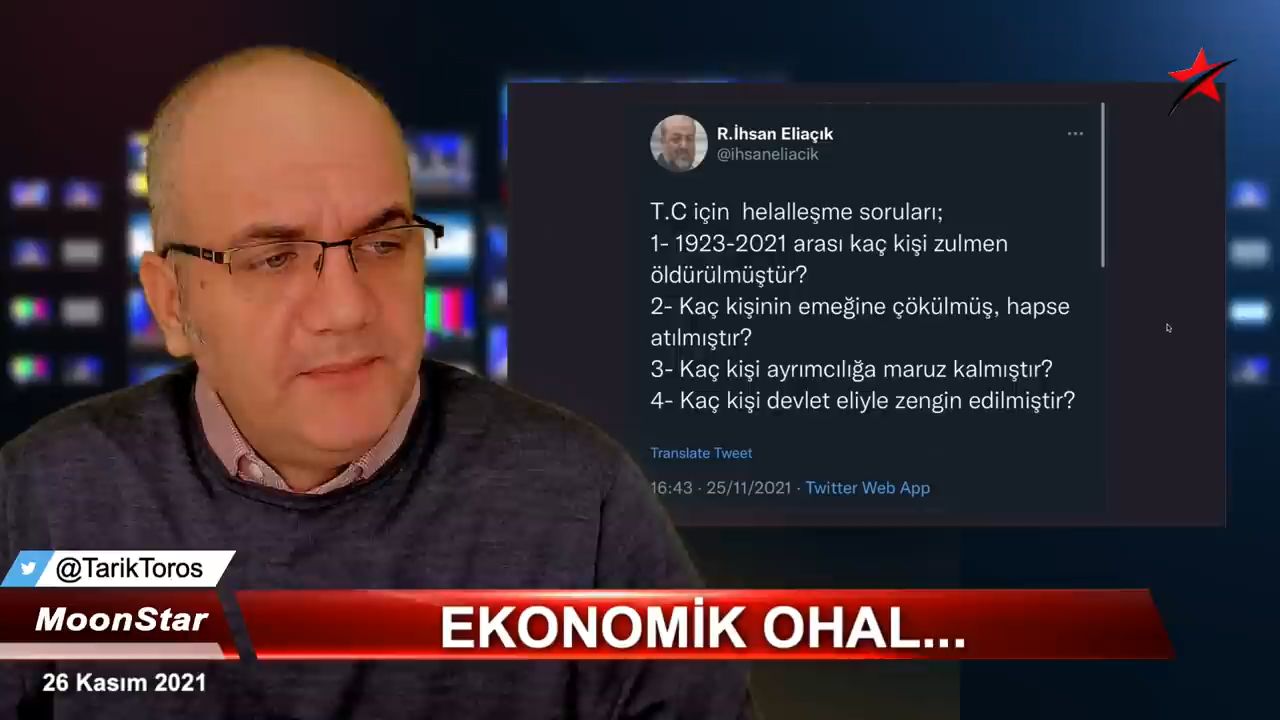 R.İhsan Eliaçık
@ihsaneliacik
T.C için helalleşme soruları;
1- 1923-2021 arası kaç kişi zulmen
öldürülmüştür?
2- Kaç kişinin emeğine çökülmüş, hapse
atılmıştır?
3- Kaç kişi ayrımcılığa maruz kalmıştır?
4- Kaç kişi devlet eliyle zengin edilmiştir?
Translate Tweet
16:43 · 25/11/2021 · Twitter Web App
@TarikToros
MoonStar
EKONOMİK OHAL...
26 Kasım 2021